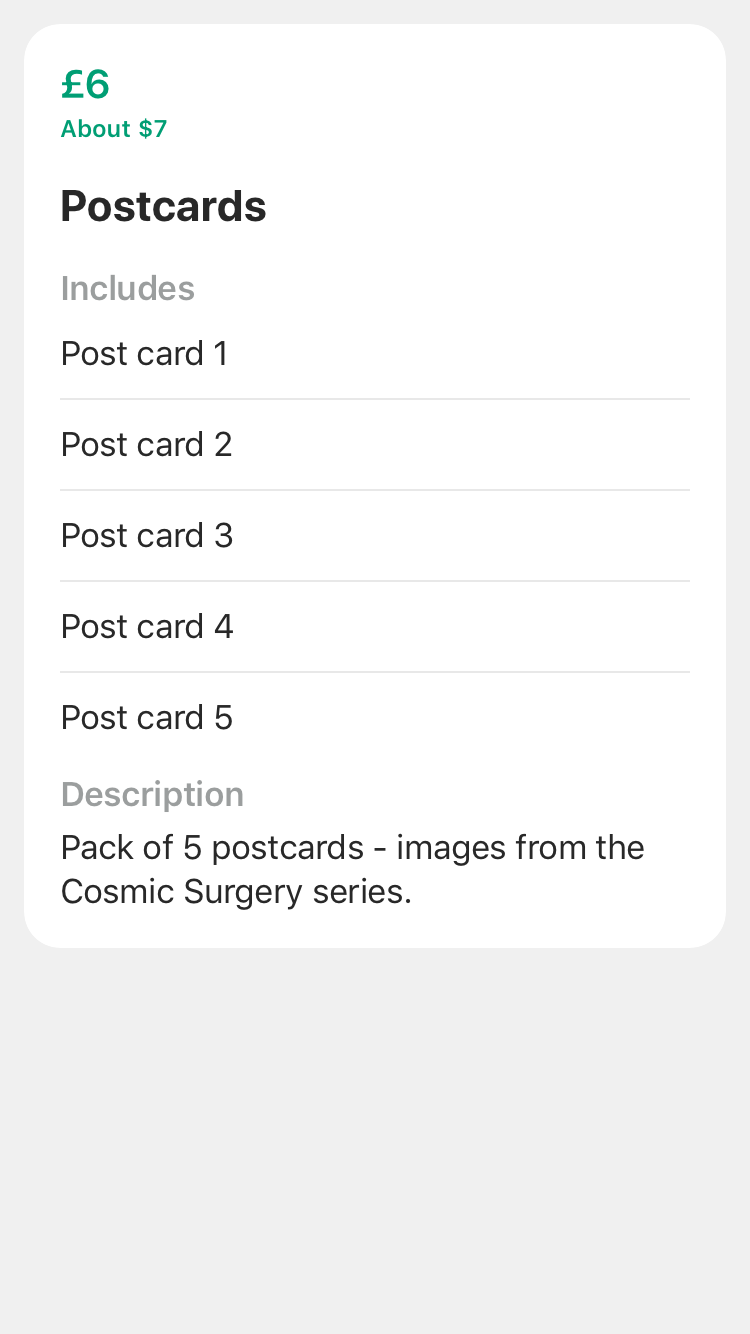 £6
About $7
Postcards
Includes
Post card 1
Post card 2
Post card 3
Post card 4
Post card 5
Description
Pack of 5 postcards - images from the
Cosmic Surgery series.